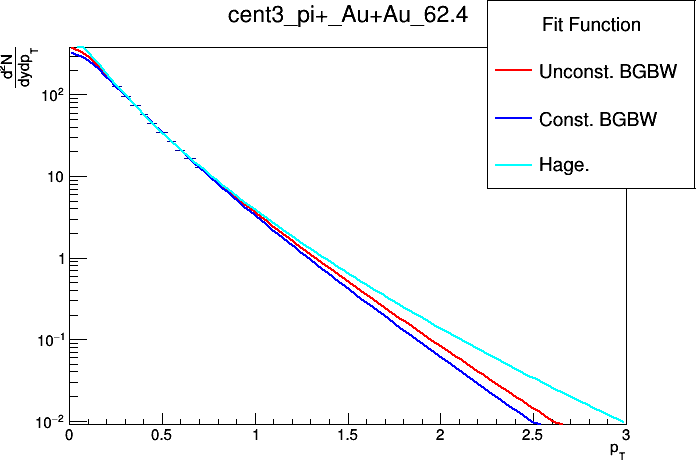 cent3_pi+_Au+Au_62.4
Fit Function
Unconst. BGBW
Const. BGBW
Hage.
d²N
dydp_T
10²
10
1
10⁻¹
10⁻²
0
0.5
1
1.5
2
2.5
3
p_T